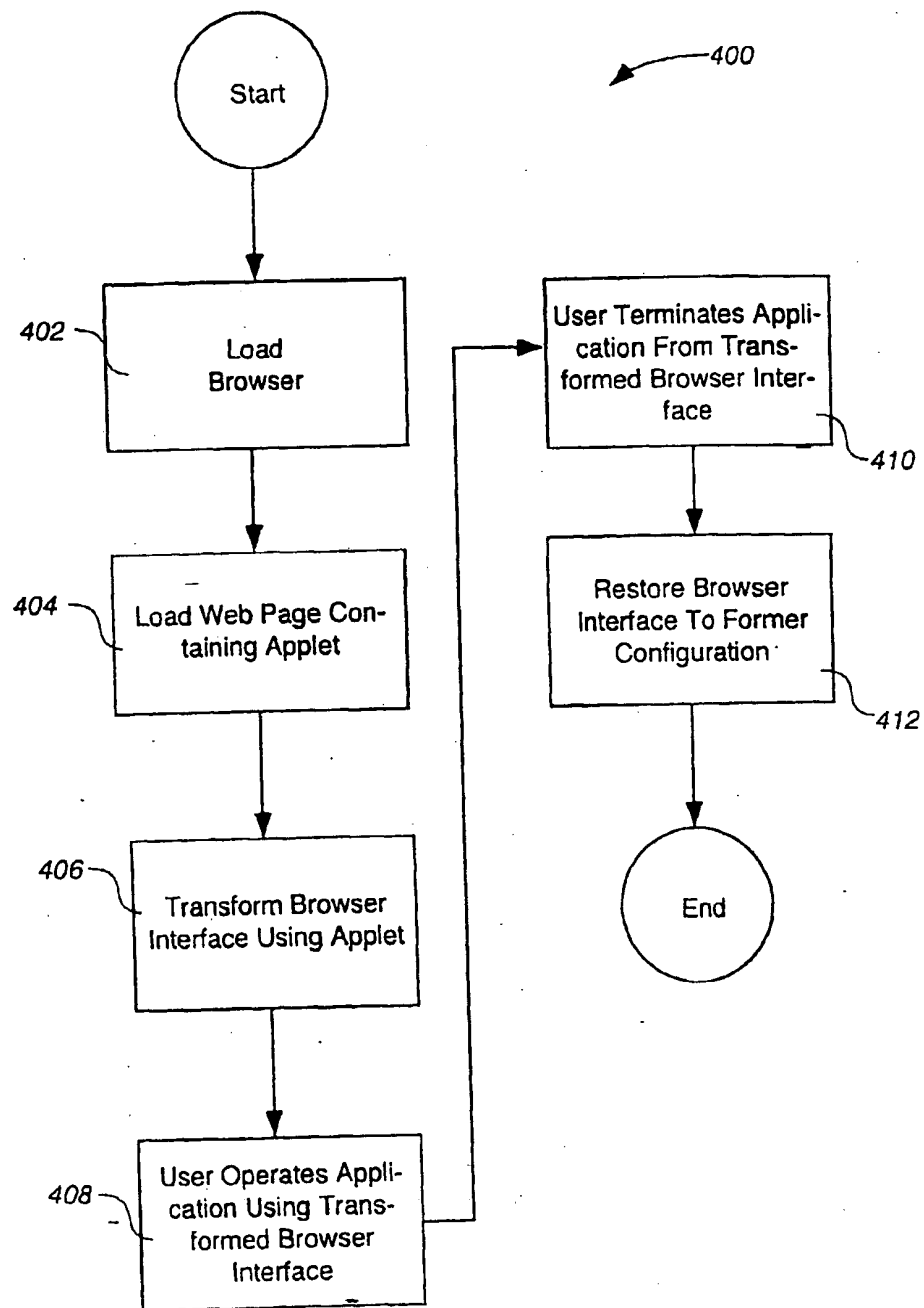 Start
400
402
Load
Browser
404
Load Web Page Con-
taining Applet
406
Transform Browser
Interface Using Applet
408
User Operates Appli-
cation Using Trans-
formed Browser
Interface
User Terminates Appli-
cation From Trans-
formed Browser Inter-
face
410
Restore Browser
Interface To Former
Configuration
412
End